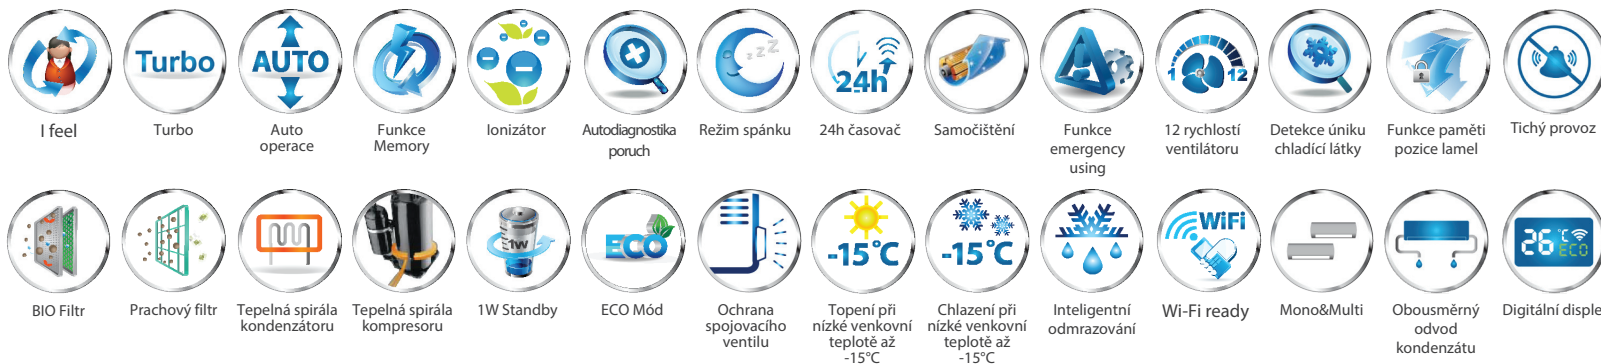 Turbo
AUTO
zzz
24h
1 12
I feel
Turbo
Auto
operace
Funkce
Memory
Ionizátor
Autodiagnostika
poruch
Režim spánku
24h časovač
Samočištění
Funkce
emergency
using
12 rychlostí
ventilátoru
Detekce úniku
chladící látky
Funkce paměti
pozice lamel
Tichý provoz
1w
ECO
-15°C
-15°C
WiFi
26°C
ECO
BIO Filtr
Prachový filtr
Tepelná spirála
kondenzátoru
Tepelná spirála
kompresoru
1W Standby
ECO Mód
Ochrana
spojovacího
ventilu
Topení při
nízké venkovní
teplotě až
-15°C
Chlazení při
nízké venkovní
teplotě až
-15°C
Inteligentní
odmrazování
Wi-Fi ready
Mono&Multi
Obousměrný
odvod
kondenzátu
Digitální disple